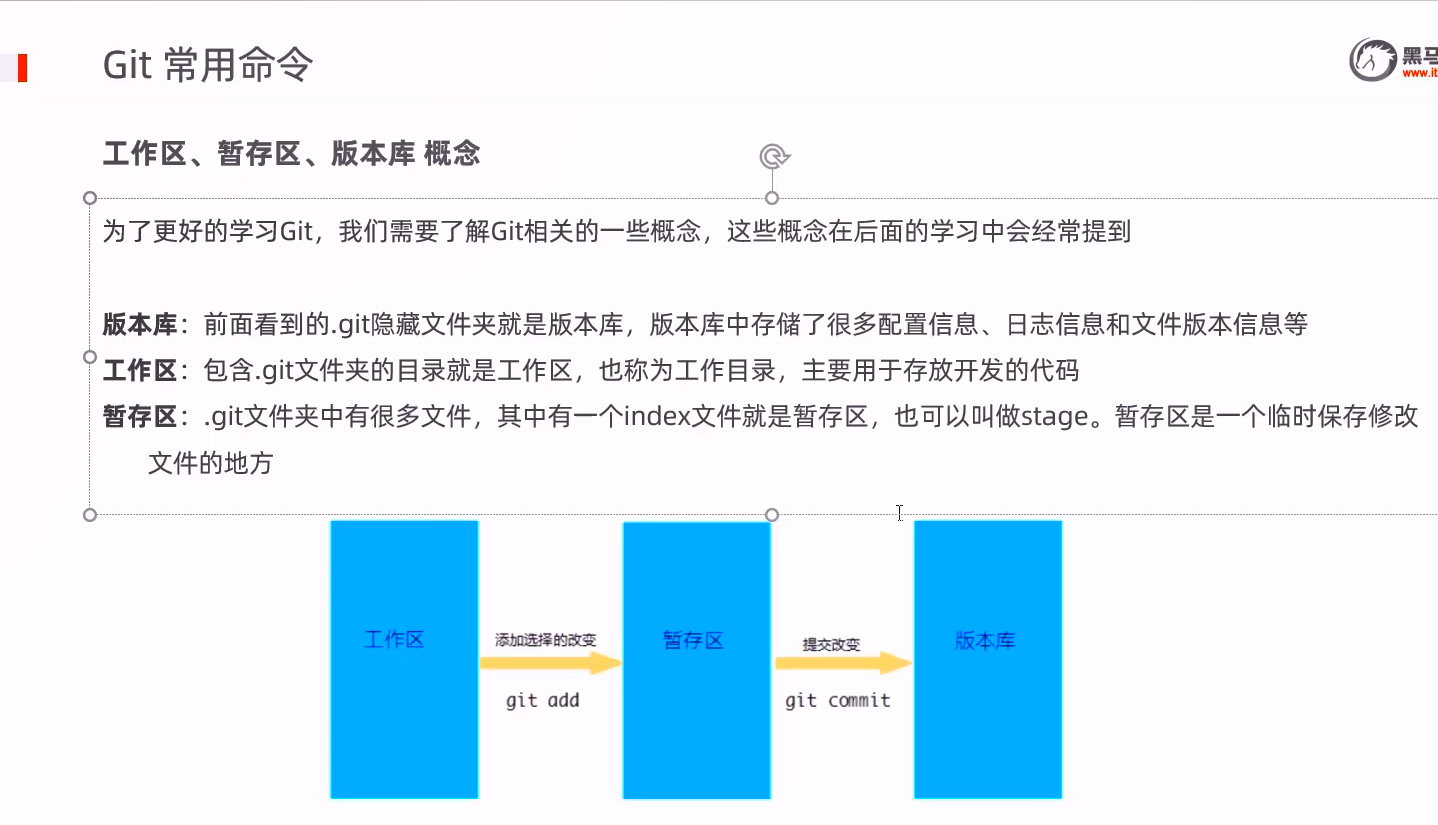 Git 常用命令
黑马
www.it
工作区、暂存区、版本库 概念
为了更好的学习Git，我们需要了解Git相关的一些概念，这些概念在后面的学习中会经常提到
版本库：前面看到的.git隐藏文件夹就是版本库，版本库中存储了很多配置信息、日志信息和文件版本信息等
工作区：包含.git文件夹的目录就是工作区，也称为工作目录，主要用于存放开发的代码
暂存区：.git文件夹中有很多文件，其中有一个index文件就是暂存区，也可以叫做stage。暂存区是一个临时保存修改
文件的地方
工作区
添加选择的改变
git add
暂存区
提交改变
git commit
版本库